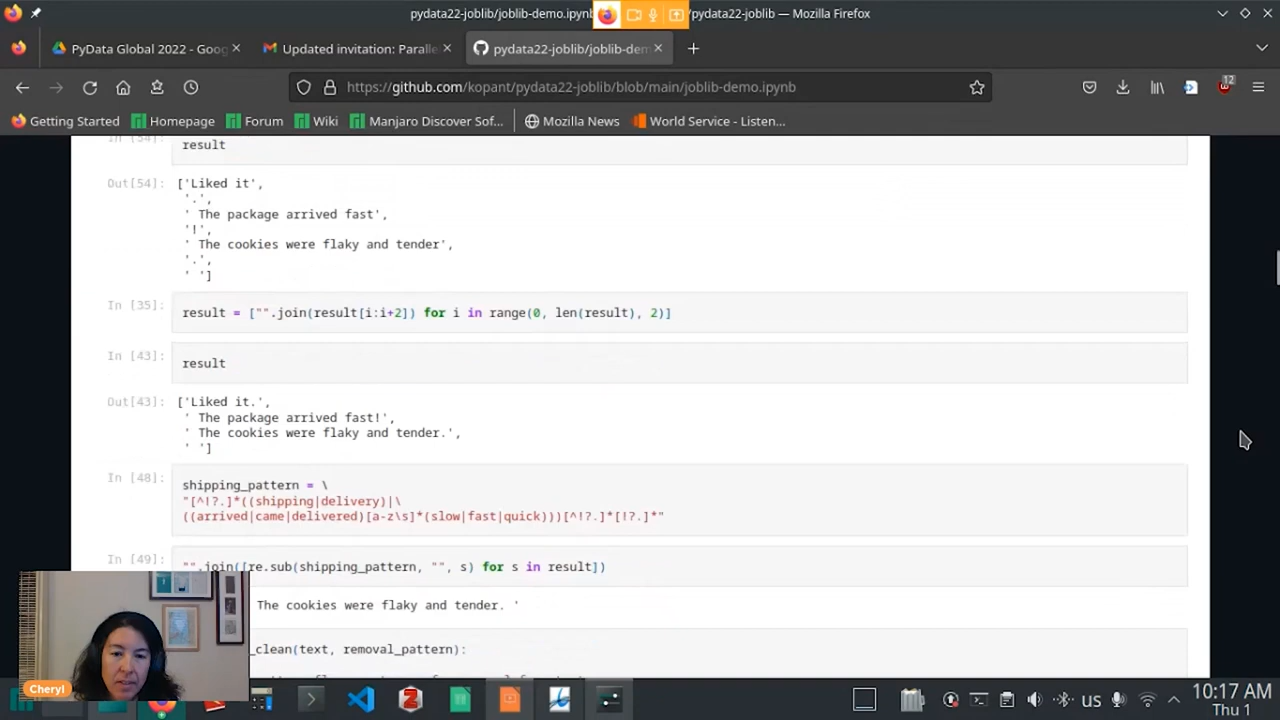 pydata22-joblib/joblib-demo.ipynb
/pydata22-joblib — Mozilla Firefox
PyData Global 2022 - Goog
Updated invitation: Paralle
pydata22-joblib/joblib-dem
https://github.com/kopant/pydata22-joblib/blob/main/joblib-demo.ipynb
12
Getting Started
Homepage
Forum
Wiki
Manjaro Discover Sof...
Mozilla News
World Service - Listen...
In [54]:
result
Out[54]: ['Liked it',
'.',
' The package arrived fast',
'!',
' The cookies were flaky and tender',
'.',
' ']
In [35]: result = ["".join(result[i:i+2]) for i in range(0, len(result), 2)]
In [43]: result
Out[43]: ['Liked it.',
' The package arrived fast!',
' The cookies were flaky and tender.',
' ']
In [48]: shipping_pattern = \
"[^!?.]*((shipping|delivery)|\
((arrived|came|delivered)[a-z\s]*(slow|fast|quick)))[^!?.]*[!?.]*"
In [49]: "".join([re.sub(shipping_pattern, "", s) for s in result])
The cookies were flaky and tender. '
_clean(text, removal_pattern):
Cheryl
us
10:17 AM
Thu 1